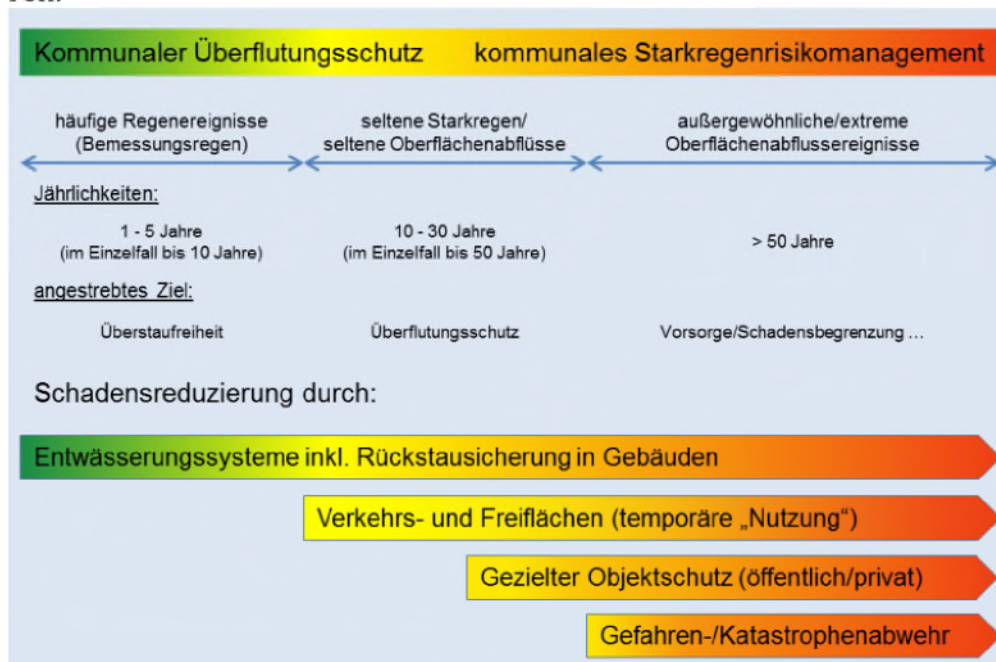 Kommunaler Überflutungsschutz kommunales Starkregenrisikomanagement
häufige Regenereignisse
(Bemessungsregen)
seltene Starkregen/
seltene Oberflächenabflüsse
außergewöhnliche/extreme
Oberflächenabflussereignisse
Jährlichkeiten:
1 - 5 Jahre
(im Einzelfall bis 10 Jahre)
10 - 30 Jahre
(im Einzelfall bis 50 Jahre)
> 50 Jahre
angestrebtes Ziel:
Überstaufreiheit
Überflutungsschutz
Vorsorge/Schadensbegrenzung ...
Schadensreduzierung durch:
Entwässerungssysteme inkl. Rückstausicherung in Gebäuden
Verkehrs- und Freiflächen (temporäre „Nutzung“)
Gezielter Objektschutz (öffentlich/privat)
Gefahren-/Katastrophenabwehr